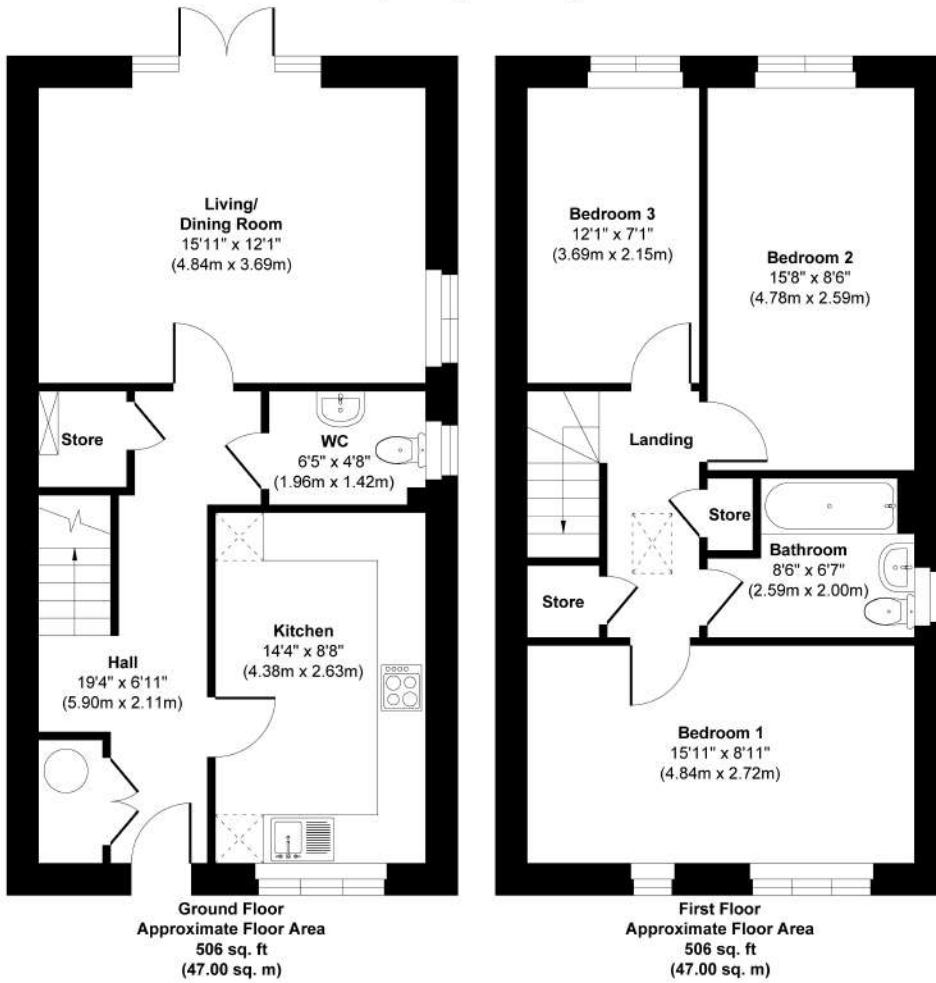 Living/
Dining Room
15'11" x 12'1"
(4.84m x 3.69m)
Store
WC
6'5" x 4'8"
(1.96m x 1.42m)
Kitchen
14'4" x 8'8"
(4.38m x 2.63m)
Hall
19'4" x 6'11"
(5.90m x 2.11m)
Ground Floor
Approximate Floor Area
506 sq. ft
(47.00 sq. m)
Bedroom 3
12'1" x 7'1"
(3.69m x 2.15m)
Bedroom 2
15'8" x 8'6"
(4.78m x 2.59m)
Landing
Store
Bathroom
8'6" x 6'7"
(2.59m x 2.00m)
Store
Bedroom 1
15'11" x 8'11"
(4.84m x 2.72m)
First Floor
Approximate Floor Area
506 sq. ft
(47.00 sq. m)